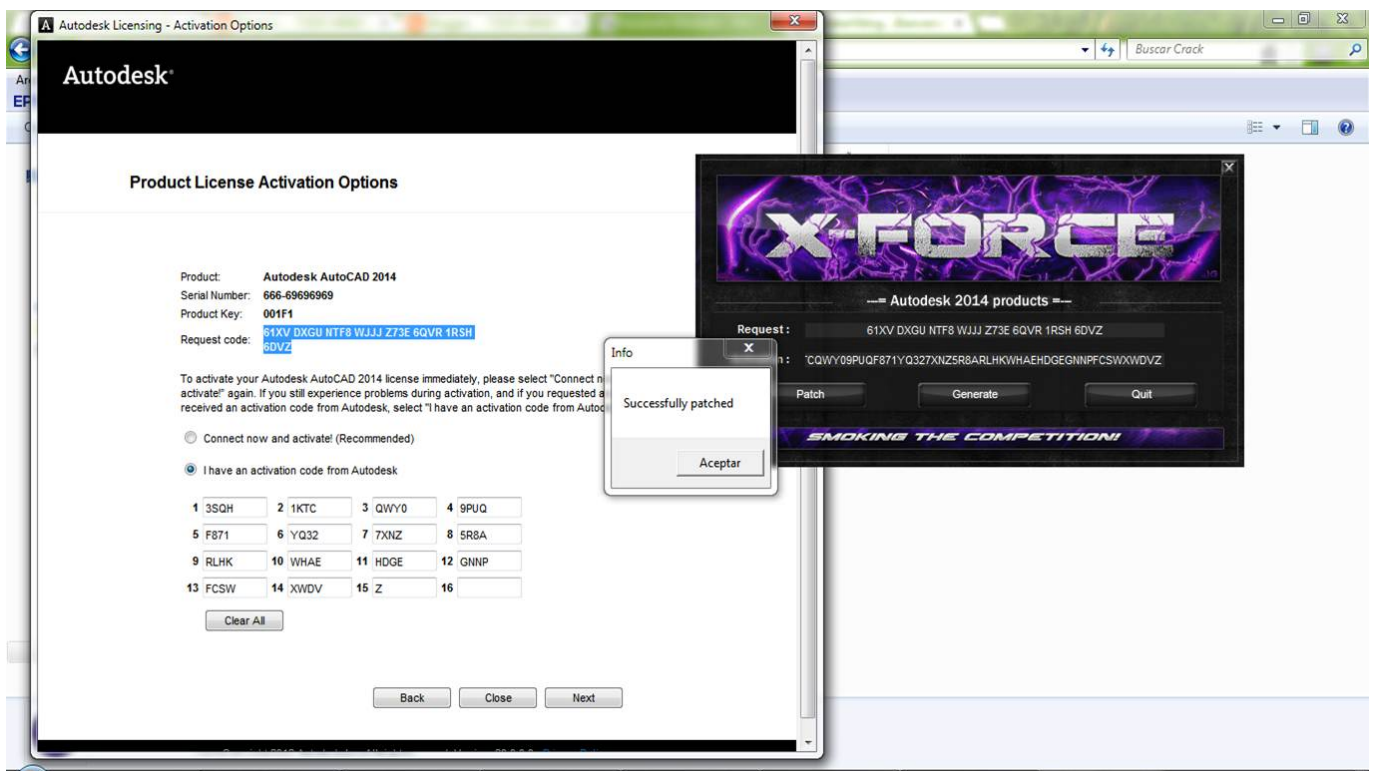 Autodesk Licensing - Activation Options
Buscar Crack
Autodesk
Product License Activation Options
Product: Autodesk AutoCAD 2014
Serial Number: 666-69696969
Product Key: 001F1
Request code: 61XV DXGU NTF8 WJJJ Z73E 6QVR 1RSH
6DVZ
To activate your Autodesk AutoCAD 2014 license immediately, please select "Connect
activate!" again. If you still experience problems during activation, and if you requested
received an activation code from Autodesk, select "I have an activation code from
Connect now and activate! (Recommended)
I have an activation code from Autodesk
1 3SQH 2 1KTC 3 QWY0 4 9PUQ
5 F871 6 YQ32 7 7XNZ 8 5R8A
9 RLHK 10 WHAE 11 HDGE 12 GNNP
13 FCSW 14 XWDV 15 Z 16
Clear All
Back Close Next
X-FORCE
---= Autodesk 2014 products =---
Request: 61XV DXGU NTF8 WJJJ Z73E 6QVR 1RSH 6DVZ
CQWY09PUQF871YQ327XNZ5R8ARLHKWHAEHDGEGNNPFCSWXWDVZ
Patch Generate Quit
SMOKING THE COMPETITION!
Info
Successfully patched
Aceptar